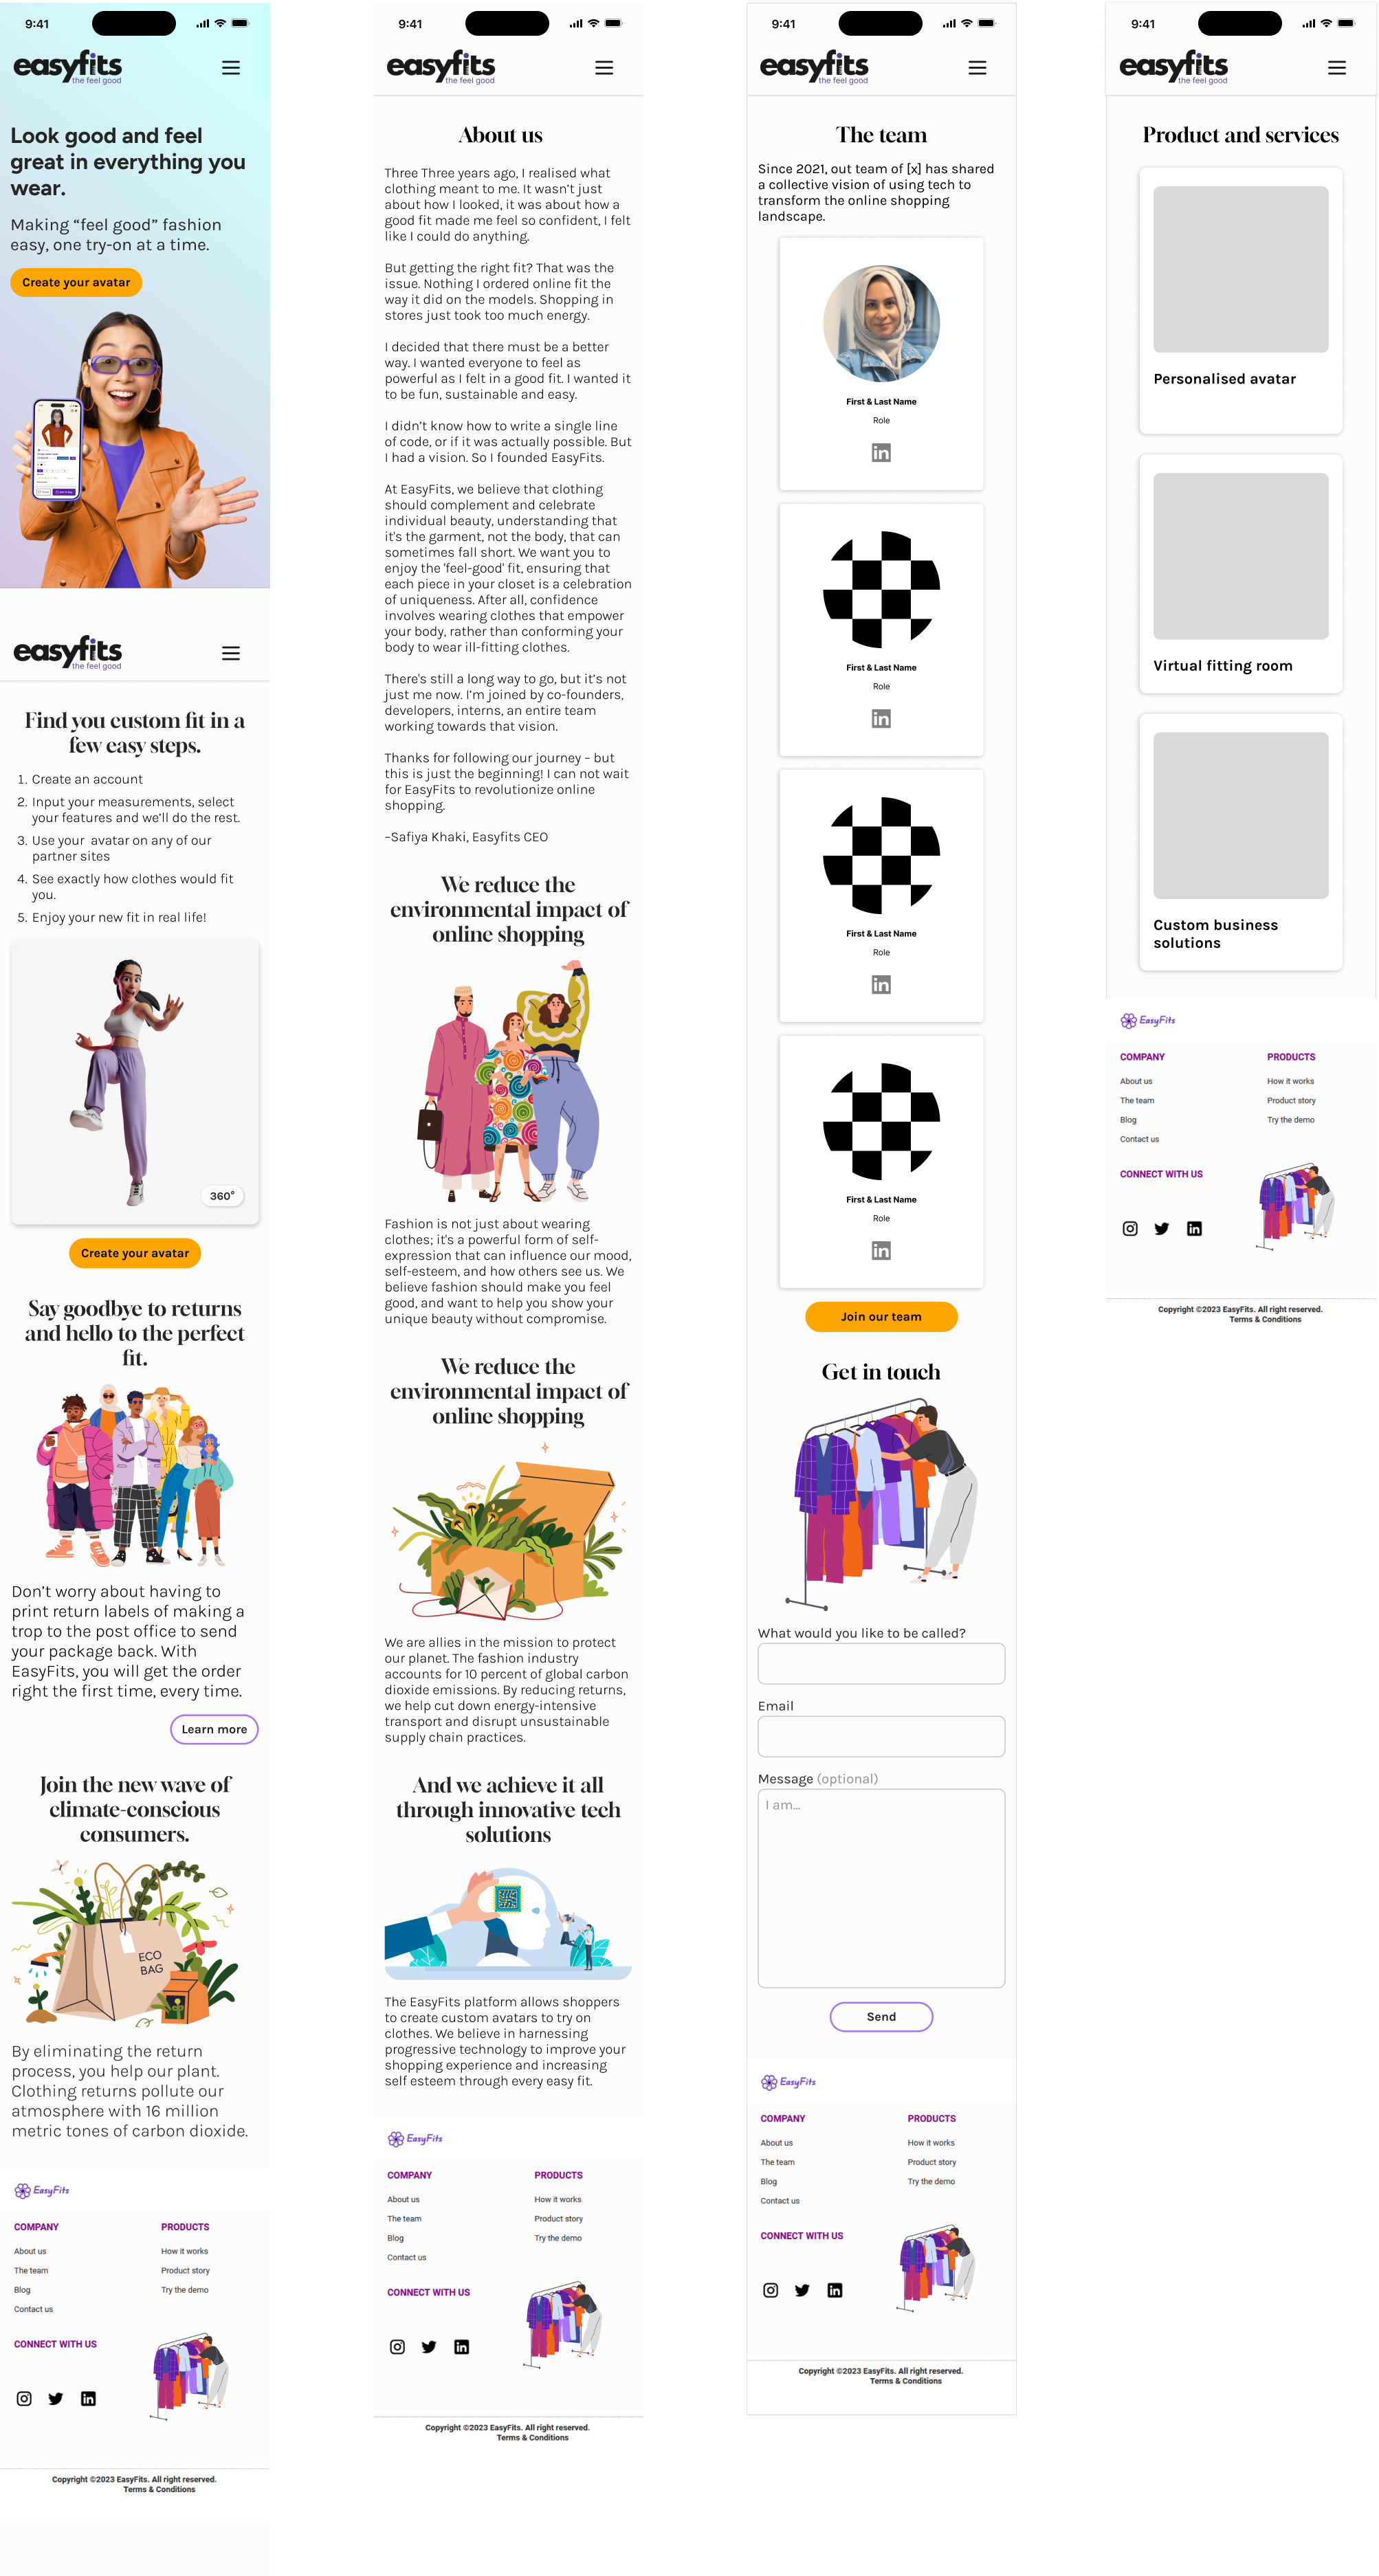 9:41
easyfits
the feel good
Look good and feel
great in everything you
wear.
Making “feel good” fashion
easy, one try-on at a time.
Create your avatar
easyfits
the feel good
Find you custom fit in a
few easy steps.
1. Create an account
2. Input your measurements, select
your features and we’ll do the rest.
3. Use your avatar on any of our
partner sites
4. See exactly how clothes would fit
you.
5. Enjoy your new fit in real life!
360°
Create your avatar
Say goodbye to returns
and hello to the perfect
fit.
Don’t worry about having to
print return labels of making a
trop to the post office to send
your package back. With
EasyFits, you will get the order
right the first time, every time.
Learn more
Join the new wave of
climate-conscious
consumers.
ECO
BAG
By eliminating the return
process, you help our plant.
Clothing returns pollute our
atmosphere with 16 million
metric tones of carbon dioxide.
EasyFits
COMPANY
About us
The team
Blog
Contact us
PRODUCTS
How it works
Product story
Try the demo
CONNECT WITH US
Copyright ©2023 EasyFits. All right reserved.
Terms & Conditions
9:41
easyfits
the feel good
About us
Three Three years ago, I realised what
clothing meant to me. It wasn’t just
about how I looked, it was about how a
good fit made me feel so confident, I felt
like I could do anything.
But getting the right fit? That was the
issue. Nothing I ordered online fit the
way it did on the models. Shopping in
stores just took too much energy.
I decided that there must be a better
way. I wanted everyone to feel as
powerful as I felt in a good fit. I wanted it
to be fun, sustainable and easy.
I didn’t know how to write a single line
of code, or if it was actually possible. But
I had a vision. So I founded EasyFits.
At EasyFits, we believe that clothing
should complement and celebrate
individual beauty, understanding that
it's the garment, not the body, that can
sometimes fall short. We want you to
enjoy the 'feel-good' fit, ensuring that
each piece in your closet is a celebration
of uniqueness. After all, confidence
involves wearing clothes that empower
your body, rather than conforming your
body to wear ill-fitting clothes.
There's still a long way to go, but it’s not
just me now. I’m joined by co-founders,
developers, interns, an entire team
working towards that vision.
Thanks for following our journey – but
this is just the beginning! I can not wait
for EasyFits to revolutionize online
shopping.
–Safiya Khaki, Easyfits CEO
We reduce the
environmental impact of
online shopping
Fashion is not just about wearing
clothes; it's a powerful form of self-
expression that can influence our mood,
self-esteem, and how others see us. We
believe fashion should make you feel
good, and want to help you show your
unique beauty without compromise.
We reduce the
environmental impact of
online shopping
We are allies in the mission to protect
our planet. The fashion industry
accounts for 10 percent of global carbon
dioxide emissions. By reducing returns,
we help cut down energy-intensive
transport and disrupt unsustainable
supply chain practices.
And we achieve it all
through innovative tech
solutions
The EasyFits platform allows shoppers
to create custom avatars to try on
clothes. We believe in harnessing
progressive technology to improve your
shopping experience and increasing
self esteem through every easy fit.
EasyFits
COMPANY
About us
The team
Blog
Contact us
PRODUCTS
How it works
Product story
Try the demo
CONNECT WITH US
Copyright ©2023 EasyFits. All right reserved.
Terms & Conditions
9:41
easyfits
the feel good
The team
Since 2021, out team of [x] has shared
a collective vision of using tech to
transform the online shopping
landscape.
First & Last Name
Role
in
First & Last Name
Role
in
First & Last Name
Role
in
First & Last Name
Role
in
Join our team
Get in touch
What would you like to be called?
Email
Message (optional)
I am...
Send
EasyFits
COMPANY
About us
The team
Blog
Contact us
PRODUCTS
How it works
Product story
Try the demo
CONNECT WITH US
Copyright ©2023 EasyFits. All right reserved.
Terms & Conditions
9:41
easyfits
the feel good
Product and services
Personalised avatar
Virtual fitting room
Custom business
solutions
EasyFits
COMPANY
About us
The team
Blog
Contact us
PRODUCTS
How it works
Product story
Try the demo
CONNECT WITH US
Copyright ©2023 EasyFits. All right reserved.
Terms & Conditions